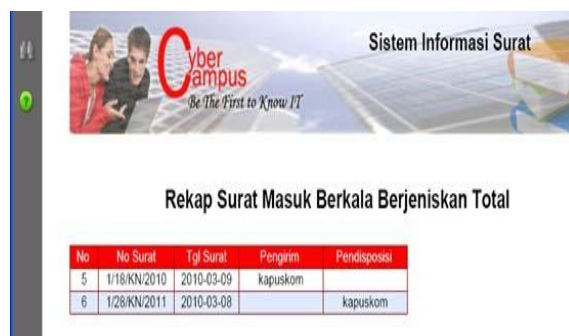 Sistem Informasi Surat
Cyber
Campus
Be The First to Know IT
Rekap Surat Masuk Berkala Berjeniskan Total
No No Surat Tgl Surat Pengirim Pendisposisi
5 1/18/KN/2010 2010-03-09 kapuskom
6 1/28/KN/2011 2010-03-08 kapuskom